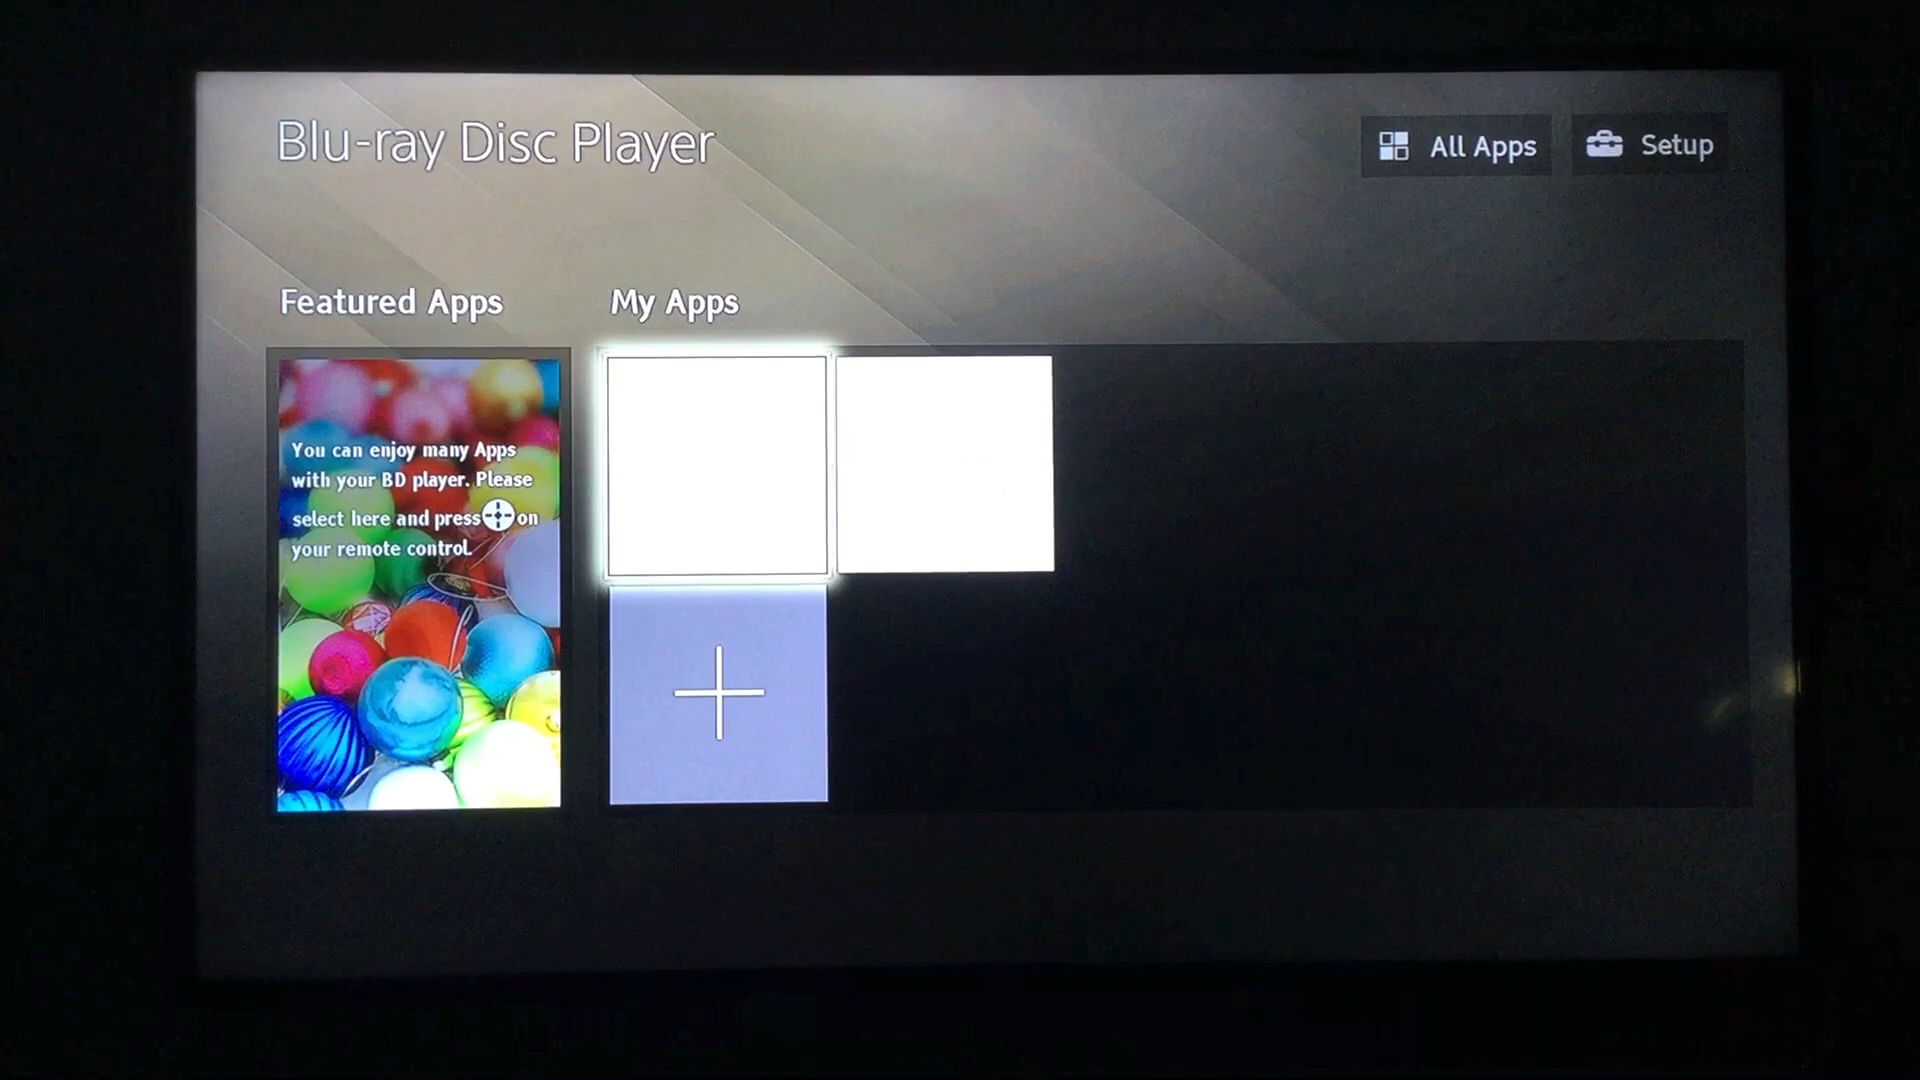 Blu-ray Disc Player
All Apps
Setup
Featured Apps
My Apps
You can enjoy many Apps
with your BD player. Please
select here and press on
your remote control.